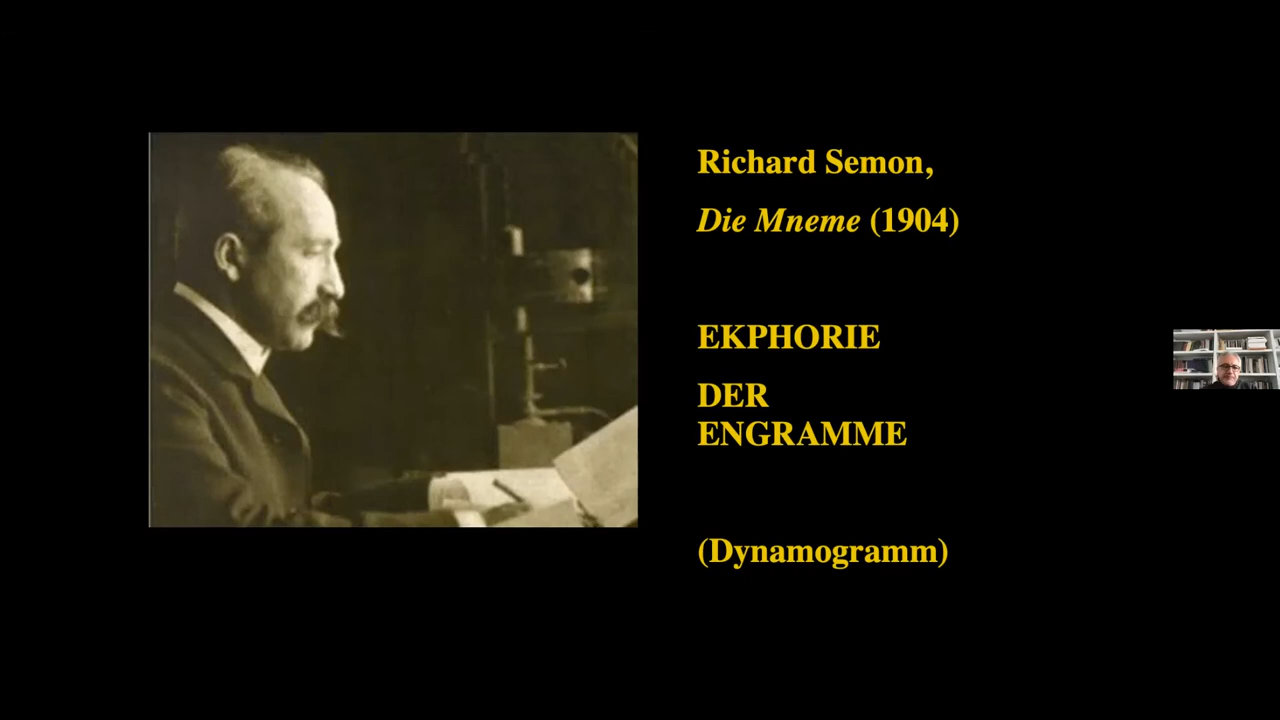 Richard Semon,
Die Mneme (1904)
EKPHORIE
DER
ENGRAMME
(Dynamogramm)